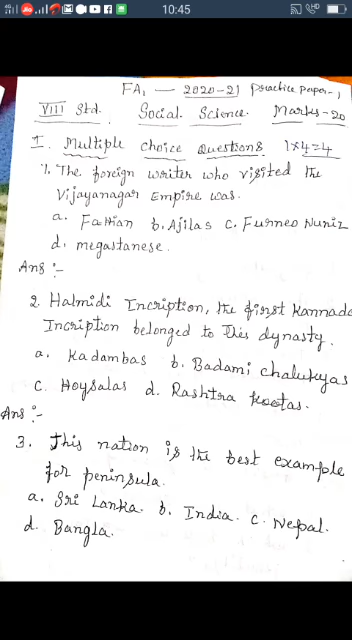 10:45
FA1 — 2020-21 Practice Paper-1
VIII Std. Social Science Marks-20
I. Multiple choice Questions 1x4=4
1. The foreign writer who visited the
Vijayanagar Empire was.
a. Fahian b. Ajilas c. Furneo Nuniz
d. megastanese.
Ans :-
2. Halmidi Incription, the first Kannada
Incription belonged to this dynasty.
a. Kadambas b. Badami chalukyas
c. Hoysalas d. Rashtra kootas.
Ans :-
3. This nation is the best example
for peninsula.
a. Sri Lanka. b. India. c. Nepal.
d. Bangla.